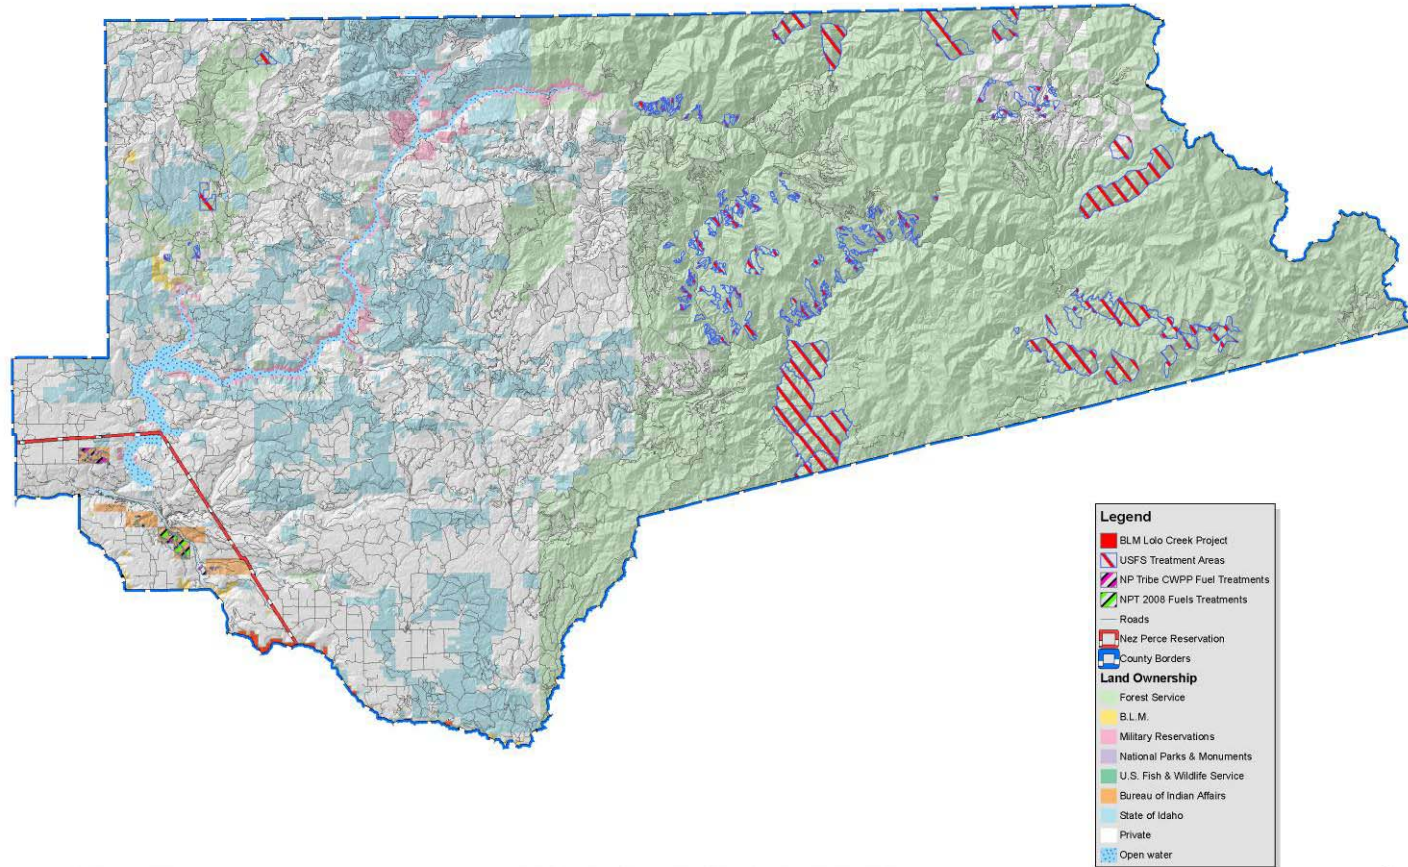 Legend
BLM Lolo Creek Project
USFS Treatment Areas
NP Tribe CWPP Fuel Treatments
NPT 2008 Fuels Treatments
Roads
Nez Perce Reservation
County Borders
Land Ownership
Forest Service
B.L.M.
Military Reservations
National Parks & Monuments
U.S. Fish & Wildlife Service
Bureau of Indian Affairs
State of Idaho
Private
Open water